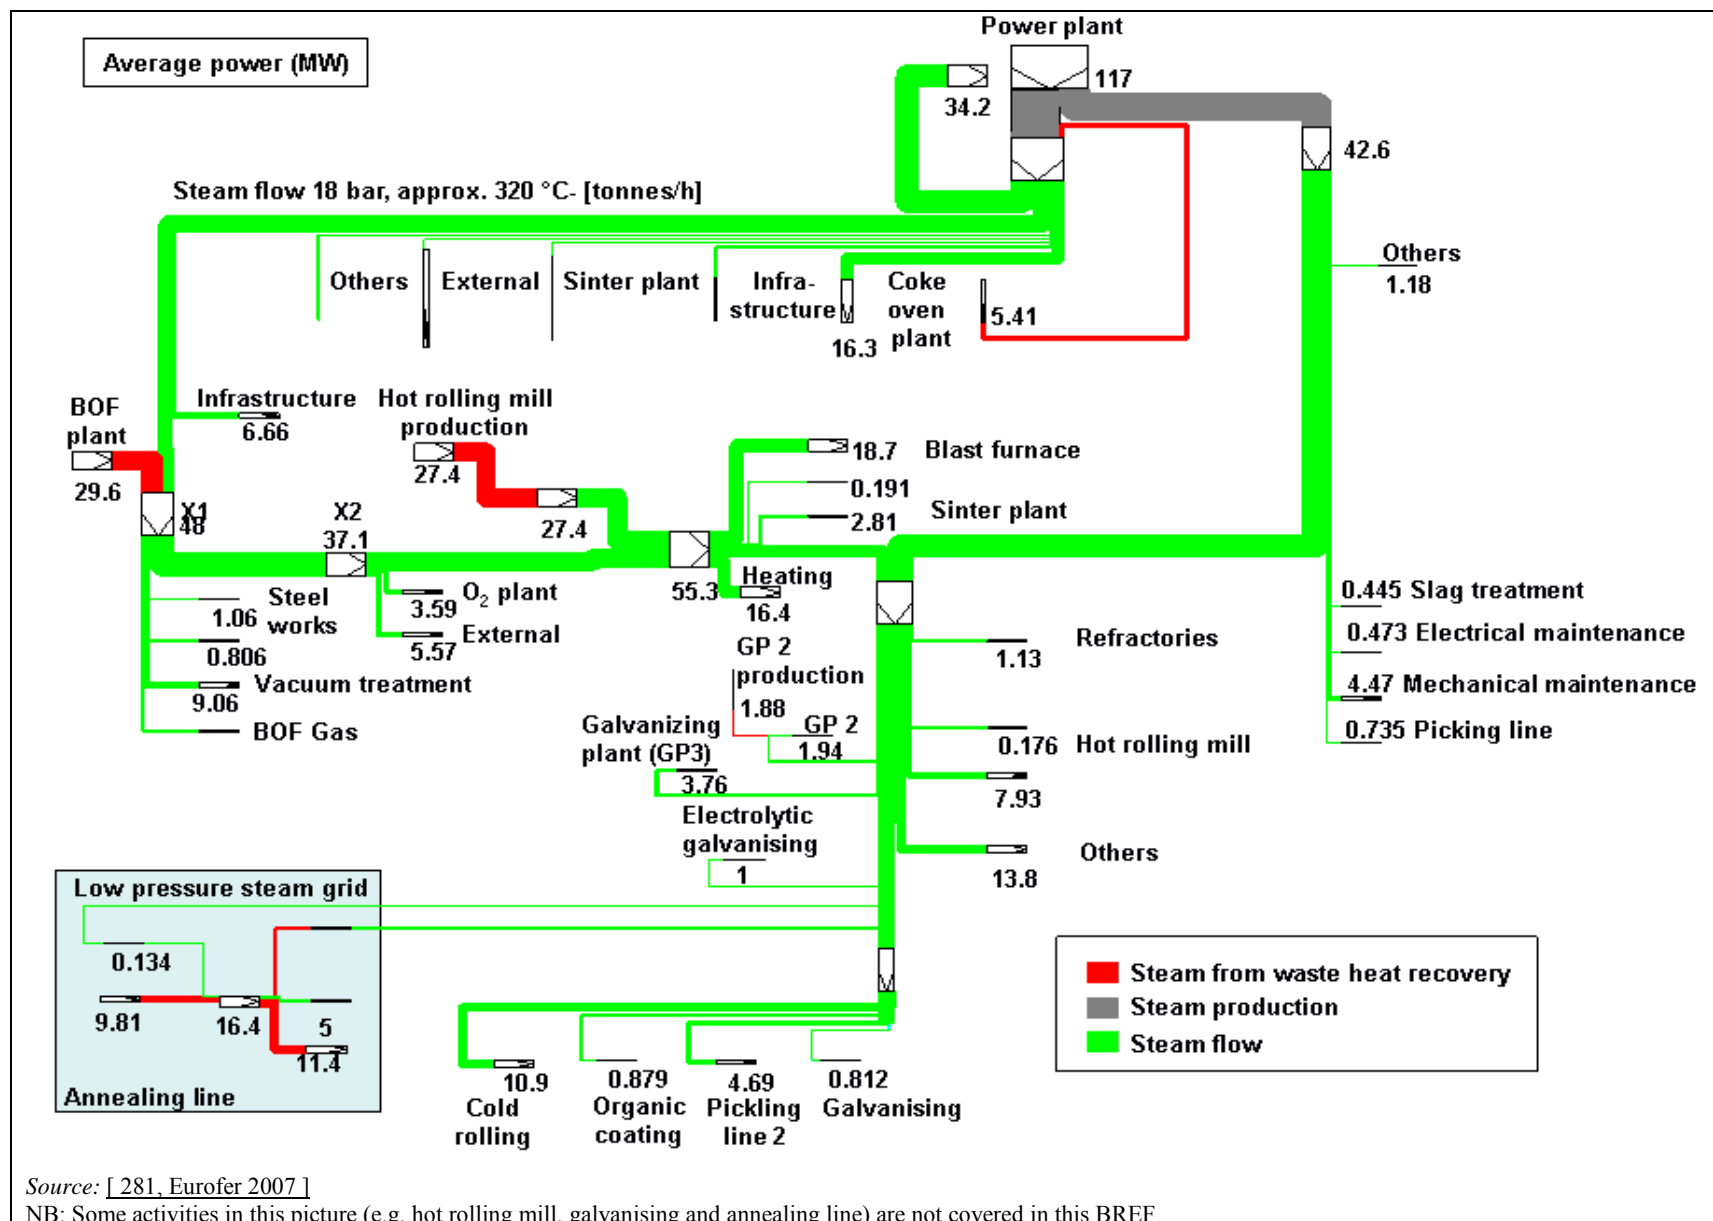 Power plant
Average power (MW)
117
34.2
42.6
Steam flow 18 bar, approx. 320 °C- [tonnes/h]
Others
1.18
Others
External
Sinter plant
Infra-
structure
Coke
oven
plant
5.41
16.3
BOF
plant
29.6
Infrastructure
6.66
Hot rolling mill
production
27.4
27.4
18.7
Blast furnace
0.191
2.81
Sinter plant
X1
48
X2
37.1
55.3
Heating
16.4
O2 plant
3.59
External
5.57
Steel
works
1.06
0.806
Vacuum treatment
9.06
BOF Gas
GP 2
production
1.88
GP 2
1.94
Galvanizing
plant (GP3)
3.76
Electrolytic
galvanising
1
Refractories
1.13
0.176
Hot rolling mill
7.93
Others
13.8
0.445 Slag treatment
0.473 Electrical maintenance
4.47 Mechanical maintenance
0.735 Picking line
Low pressure steam grid
0.134
9.81
16.4
5
11.4
Annealing line
10.9
Cold
rolling
0.879
Organic
coating
4.69
Pickling
line 2
0.812
Galvanising
Steam from waste heat recovery
Steam production
Steam flow
Source: [ 281, Eurofer 2007 ]
NB: Some activities in this picture (e.g. hot rolling mill, galvanising and annealing line) are not covered in this BREF